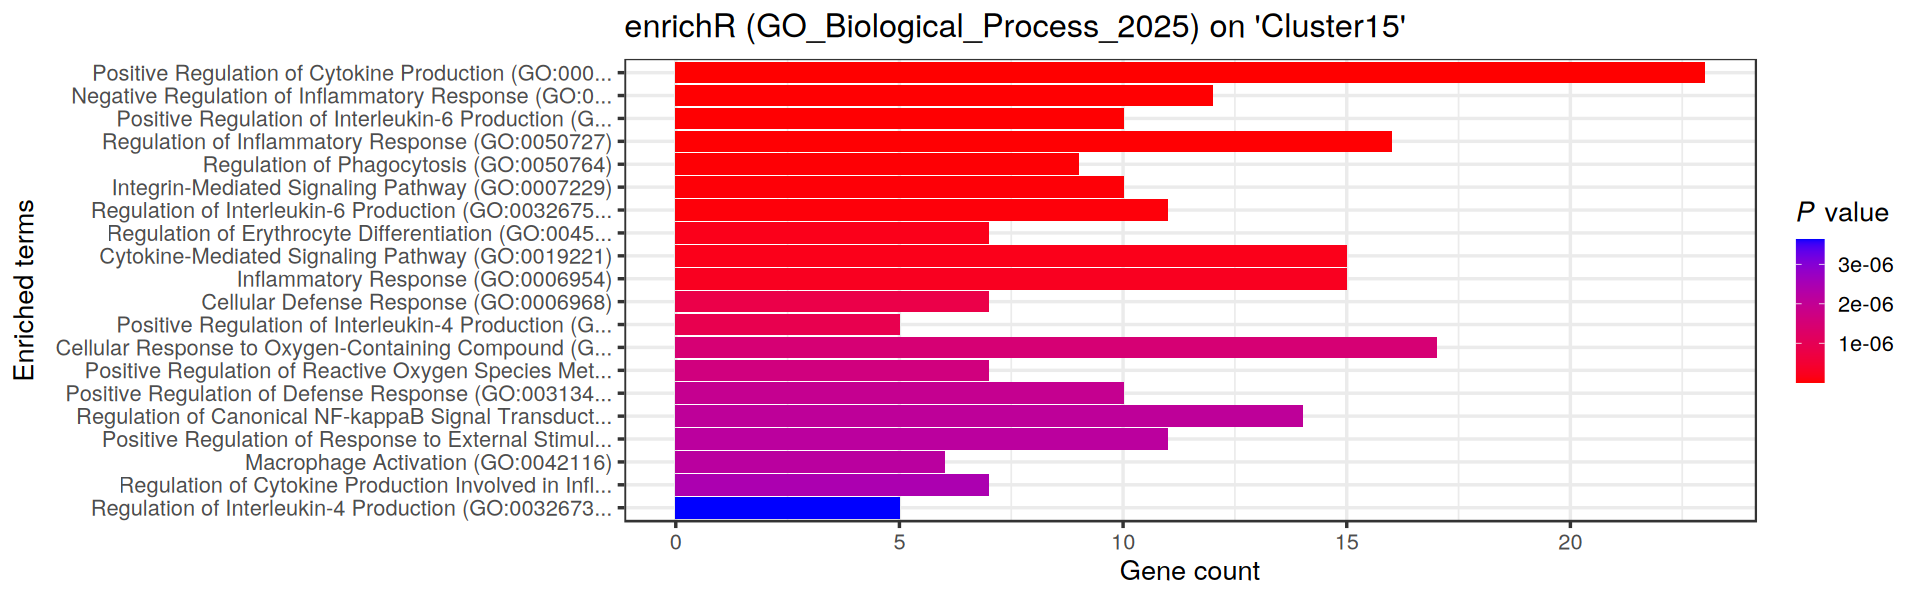 enrichR (GO_Biological_Process_2025) on 'Cluster15'
Enriched terms
Positive Regulation of Cytokine Production (GO:000...
Negative Regulation of Inflammatory Response (GO:0...
Positive Regulation of Interleukin-6 Production (G...
Regulation of Inflammatory Response (GO:0050727)
Regulation of Phagocytosis (GO:0050764)
Integrin-Mediated Signaling Pathway (GO:0007229)
Regulation of Interleukin-6 Production (GO:0032675...
Regulation of Erythrocyte Differentiation (GO:0045...
Cytokine-Mediated Signaling Pathway (GO:0019221)
Inflammatory Response (GO:0006954)
Cellular Defense Response (GO:0006968)
Positive Regulation of Interleukin-4 Production (G...
Cellular Response to Oxygen-Containing Compound (G...
Positive Regulation of Reactive Oxygen Species Met...
Positive Regulation of Defense Response (GO:003134...
Regulation of Canonical NF-kappaB Signal Transduct...
Positive Regulation of Response to External Stimul...
Macrophage Activation (GO:0042116)
Regulation of Cytokine Production Involved in Infl...
Regulation of Interleukin-4 Production (GO:0032673...
0 5 10 15 20
Gene count
P value
3e-06
2e-06
1e-06